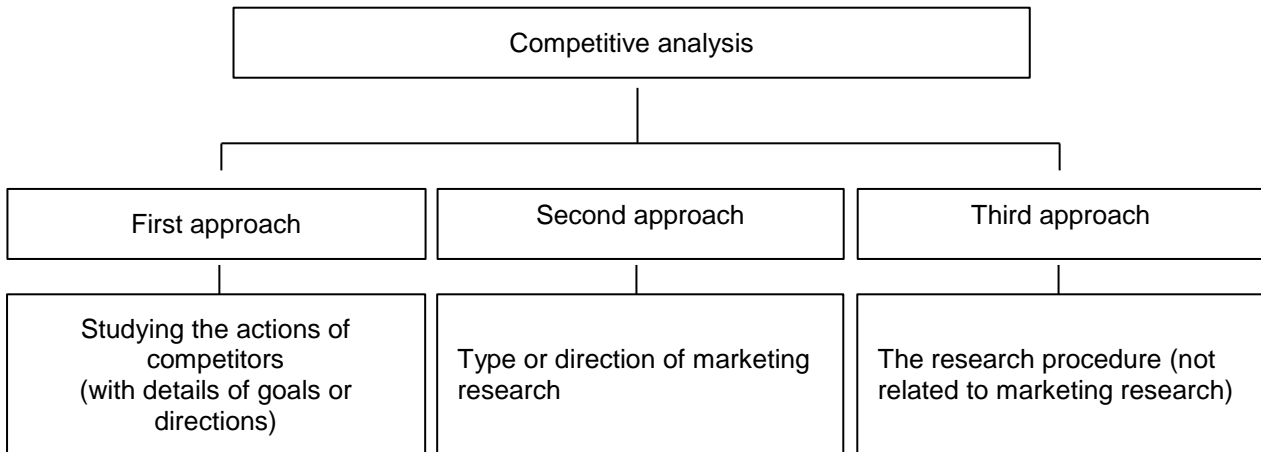 Competitive analysis
First approach
Second approach
Third approach
Studying the actions of
competitors
(with details of goals or
directions)
Type or direction of marketing
research
The research procedure (not
related to marketing research)